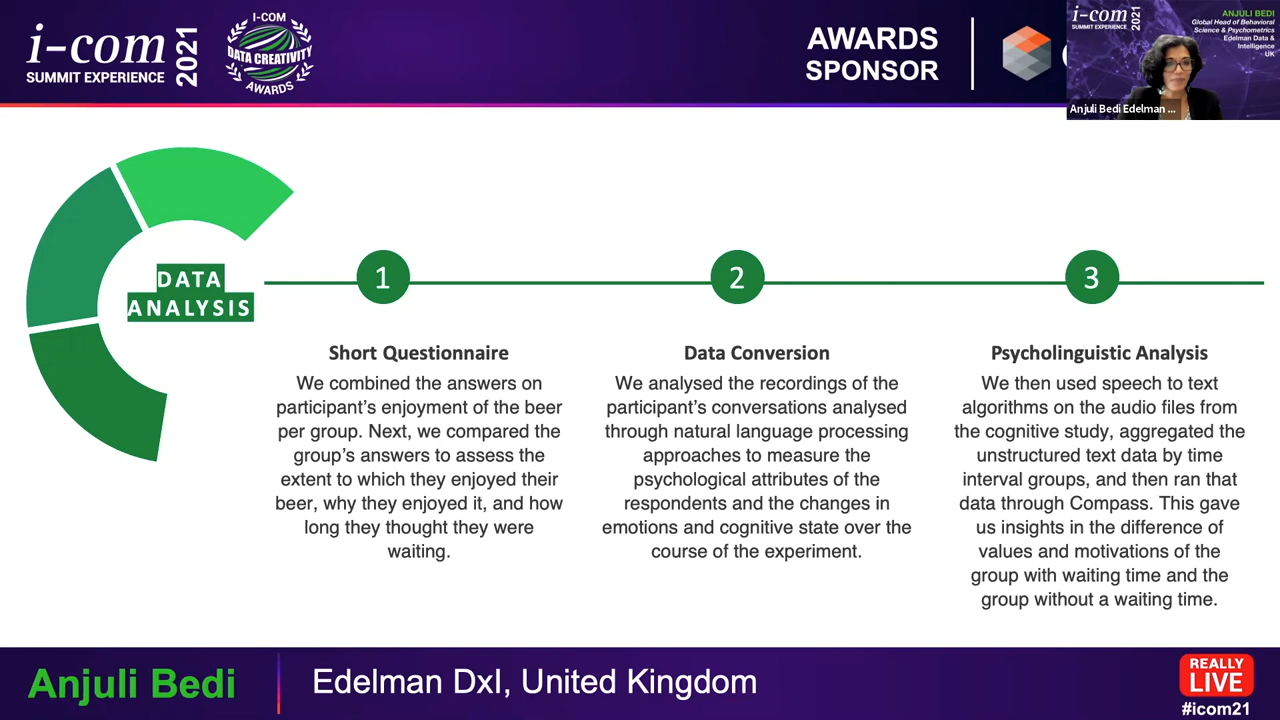 i-com
SUMMIT EXPERIENCE
2021
I-COM
DATA CREATIVITY
AWARDS
AWARDS
SPONSOR
i-com
SUMMIT EXPERIENCE
2021
ANJULI BEDI
Global Head of Behavioral
Science & Psychometrics
Edelman Data &
Intelligence
UK
Anjuli Bedi Edelman ...
DATA
ANALYSIS
1
Short Questionnaire
We combined the answers on
participant's enjoyment of the beer
per group. Next, we compared the
group's answers to assess the
extent to which they enjoyed their
beer, why they enjoyed it, and how
long they thought they were
waiting.
2
Data Conversion
We analysed the recordings of the
participant's conversations analysed
through natural language processing
approaches to measure the
psychological attributes of the
respondents and the changes in
emotions and cognitive state over the
course of the experiment.
3
Psycholinguistic Analysis
We then used speech to text
algorithms on the audio files from
the cognitive study, aggregated the
unstructured text data by time
interval groups, and then ran that
data through Compass. This gave
us insights in the difference of
values and motivations of the
group with waiting time and the
group without a waiting time.
Anjuli Bedi
Edelman DxI, United Kingdom
REALLY
LIVE
#icom21